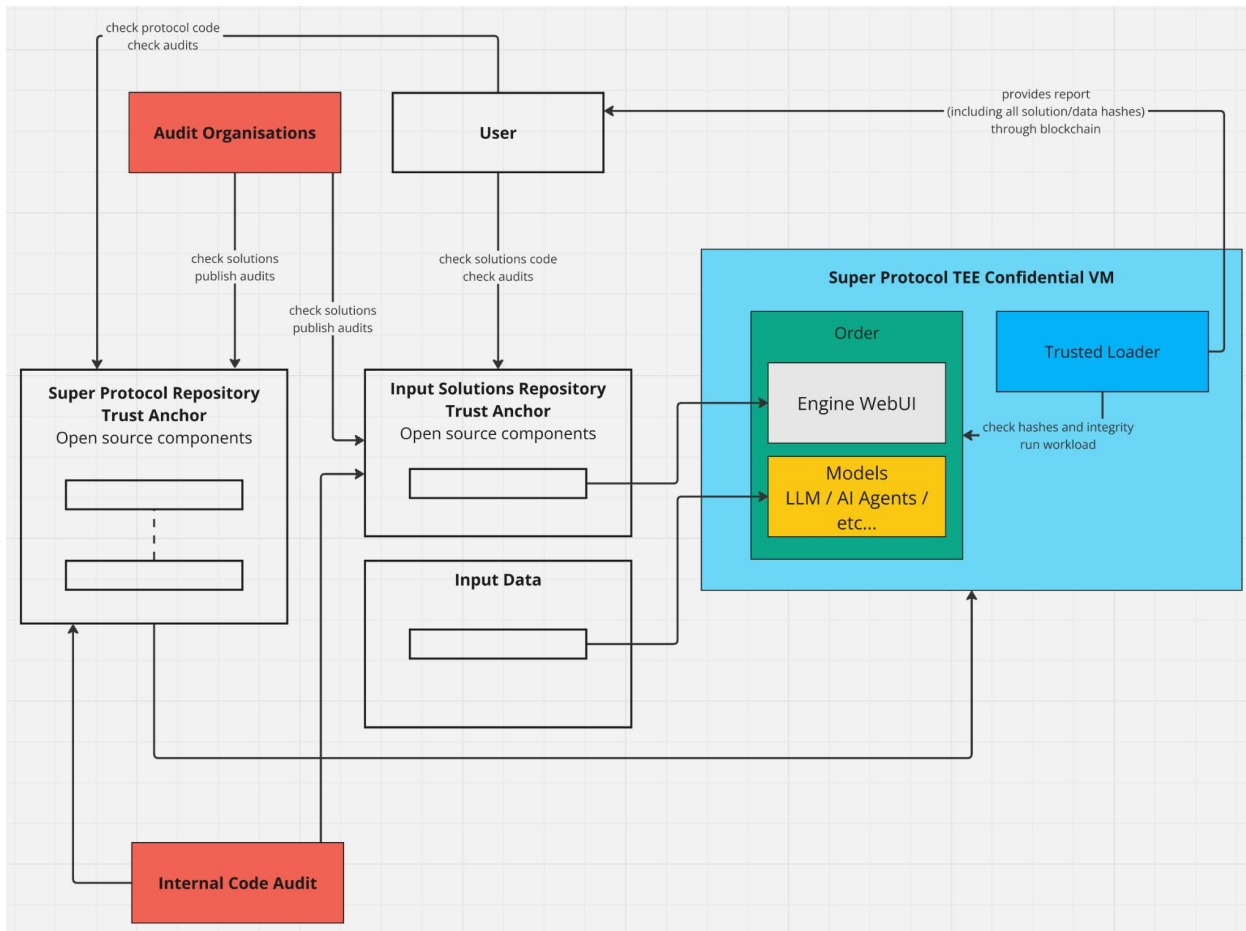 check protocol code
check audits
Audit Organisations
User
provides report
(including all solution/data hashes)
through blockchain
check solutions
publish audits
check solutions code
check audits
check solutions
publish audits
Super Protocol TEE Confidential VM
Order
Trusted Loader
Engine WebUI
check hashes and integrity
run workload
Models
LLM / AI Agents /
etc...
Super Protocol Repository
Trust Anchor
Open source components
Input Solutions Repository
Trust Anchor
Open source components
Input Data
Internal Code Audit